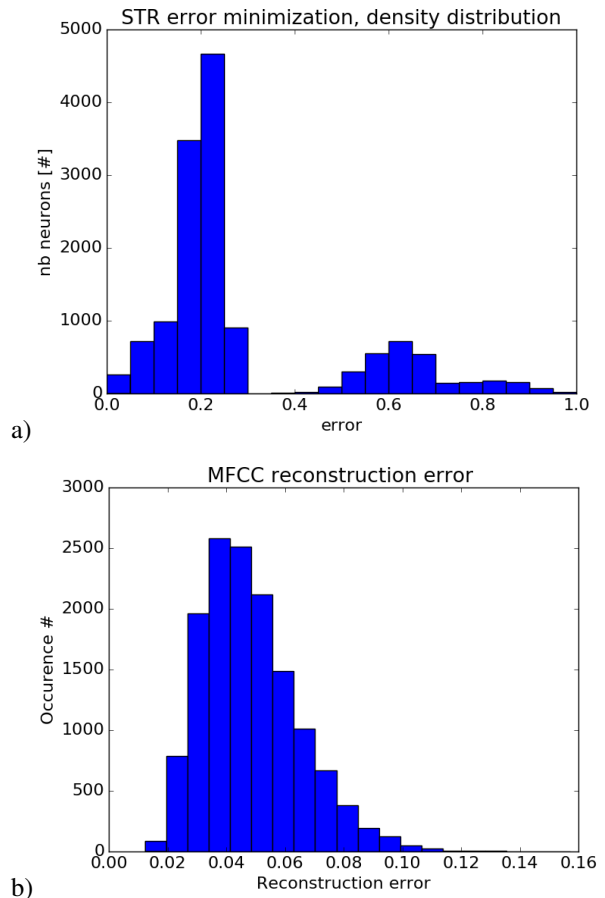 STR error minimization, density distribution
5000
4000
3000
2000
1000
0
nb neurons [#]
0.0 0.2 0.4 0.6 0.8 1.0
error
a)
MFCC reconstruction error
3000
2500
2000
1500
1000
500
0
Occurence #
0.00 0.02 0.04 0.06 0.08 0.10 0.12 0.14 0.16
Reconstruction error
b)